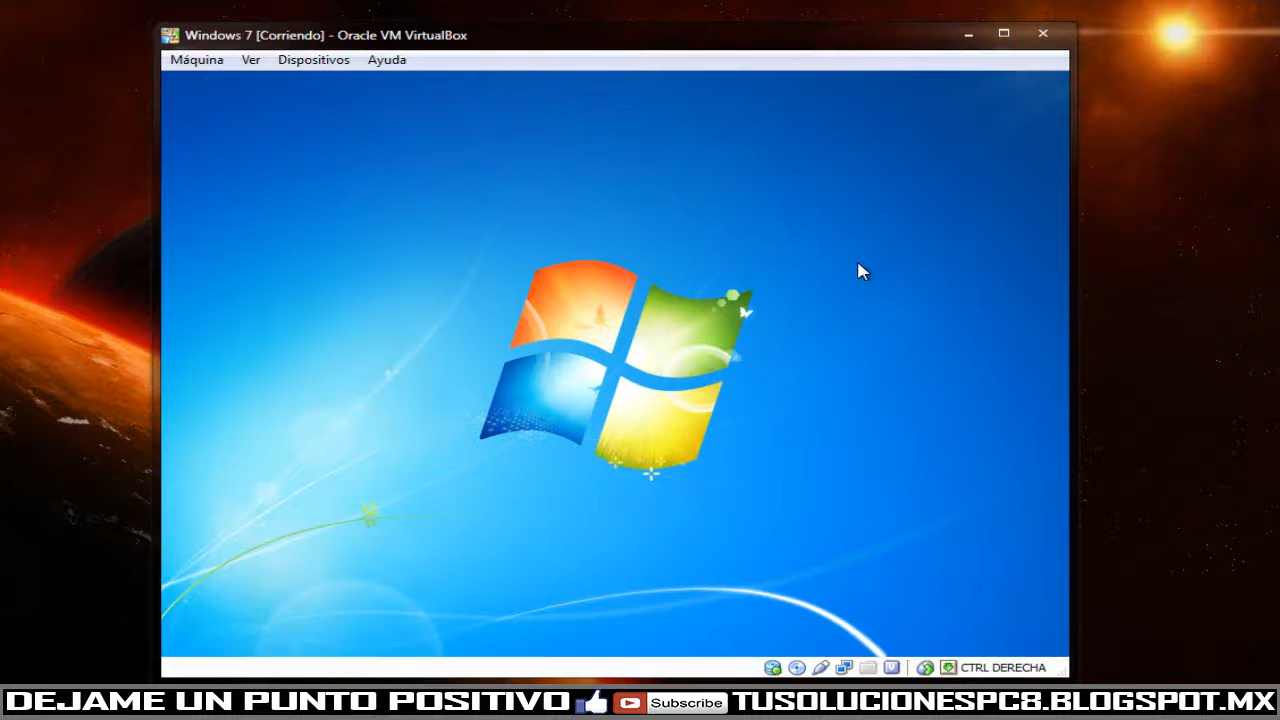 Windows 7 [Corriendo] - Oracle VM VirtualBox
Máquina Ver Dispositivos Ayuda
CTRL DERECHA
DEJAME UN PUNTO POSITIVO Subscribe TUSOLUCIONESPC8.BLOGSPOT.MX